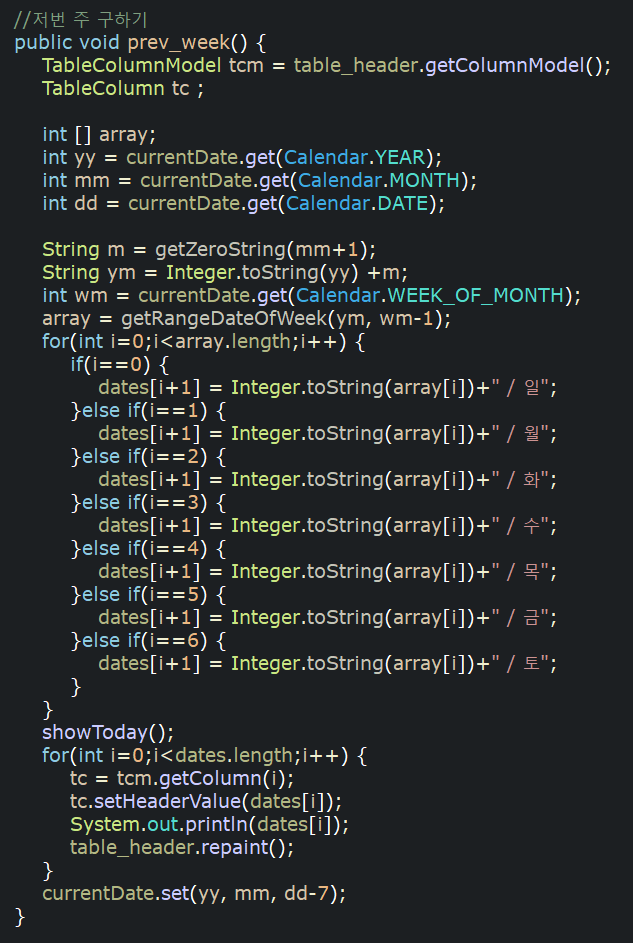 //저번 주 구하기
public void prev_week() {
TableColumnModel tcm = table_header.getColumnModel();
TableColumn tc ;
int [] array;
int yy = currentDate.get(Calendar.YEAR);
int mm = currentDate.get(Calendar.MONTH);
int dd = currentDate.get(Calendar.DATE);
String m = getZeroString(mm+1);
String ym = Integer.toString(yy) +m;
int wm = currentDate.get(Calendar.WEEK_OF_MONTH);
array = getRangeDateOfWeek(ym, wm-1);
for(int i=0;i<array.length;i++) {
if(i==0) {
dates[i+1] = Integer.toString(array[i])+" / 일";
}else if(i==1) {
dates[i+1] = Integer.toString(array[i])+" / 월";
}else if(i==2) {
dates[i+1] = Integer.toString(array[i])+" / 화";
}else if(i==3) {
dates[i+1] = Integer.toString(array[i])+" / 수";
}else if(i==4) {
dates[i+1] = Integer.toString(array[i])+" / 목";
}else if(i==5) {
dates[i+1] = Integer.toString(array[i])+" / 금";
}else if(i==6) {
dates[i+1] = Integer.toString(array[i])+" / 토";
}
}
showToday();
for(int i=0;i<dates.length;i++) {
tc = tcm.getColumn(i);
tc.setHeaderValue(dates[i]);
System.out.println(dates[i]);
table_header.repaint();
}
currentDate.set(yy, mm, dd-7);
}